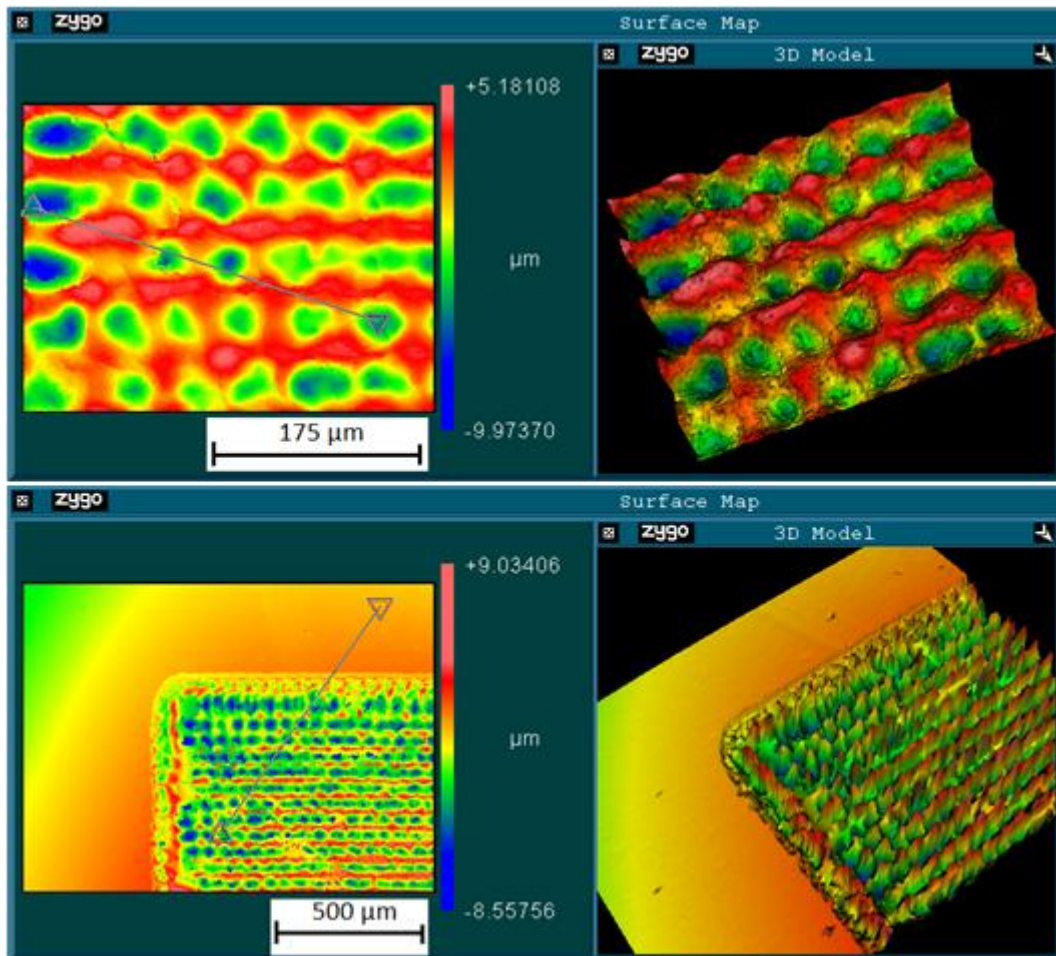 zygo Surface Map
zygo 3D Model
+5.18108
µm
-9.97370
175 µm
zygo Surface Map
zygo 3D Model
+9.03406
µm
-8.55756
500 µm